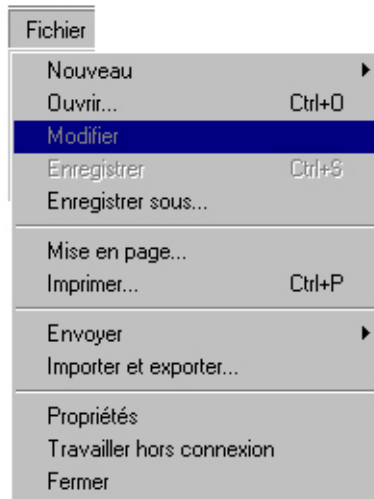 Fichier
Nouveau
Ouvrir... Ctrl+O
Modifier
Enregistrer Ctrl+S
Enregistrer sous...
Mise en page...
Imprimer... Ctrl+P
Envoyer
Importer et exporter...
Propriétés
Travailler hors connexion
Fermer